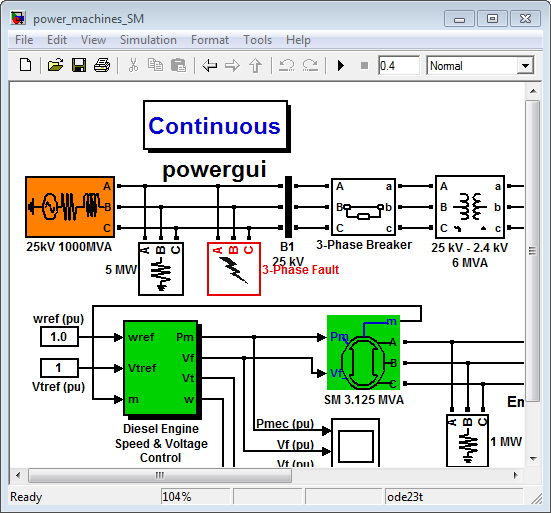 power_machines_SM
File Edit View Simulation Format Tools Help
0.4 Normal
Continuous
powergui
A A A a A a
B B B b B b
C C C c C c
25kV 1000MVA
A B C
A B C
B1
25 kV
3-Phase Breaker
25 kV - 2.4 kV
6 MVA
5 MW
3-Phase Fault
wref (pu)
1.0
wref Pm
Pm m
A
Vf
B
1
Vtref
Vt
Vf_
C
Vtref (pu)
m w
SM 3.125 MVA
En
Diesel Engine
Speed & Voltage
Control
Pmec (pu)
Vf (pu)
Vt (pu)
A B C
1 MW
Ready 104% ode23t